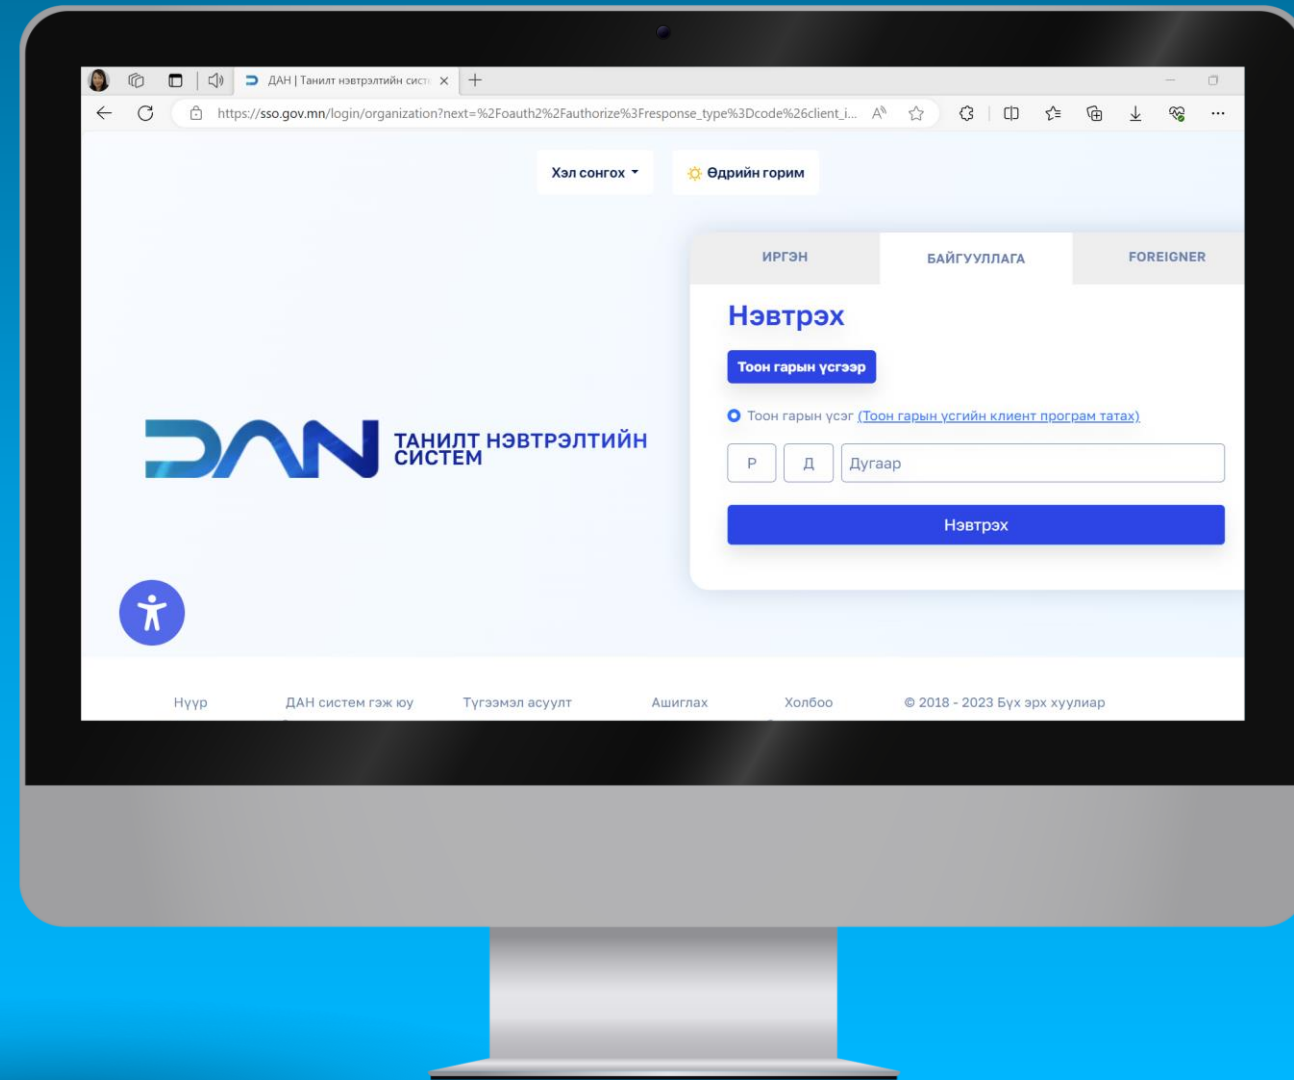 ДАН | Танилт нэвтрэлтийн сист
https://sso.gov.mn/login/organization?next=%2Foauth2%2Fauthorize%3Fresponse_type%3Dcode%26client_i...
Хэл сонгох
Өдрийн горим
ИРГЭН
БАЙГУУЛЛАГА
FOREIGNER
Нэвтрэх
Тоон гарын үсгээр
Тоон гарын үсэг (Тоон гарын үсгийн клиент програм татах)
Р
Д
Дугаар
Нэвтрэх
DAN
ТАНИЛТ НЭВТРЭЛТИЙН
СИСТЕМ
Нүүр
ДАН систем гэж юу
Түгээмэл асуулт
Ашиглах
Холбоо
© 2018 - 2023 Бүх эрх хуулиар